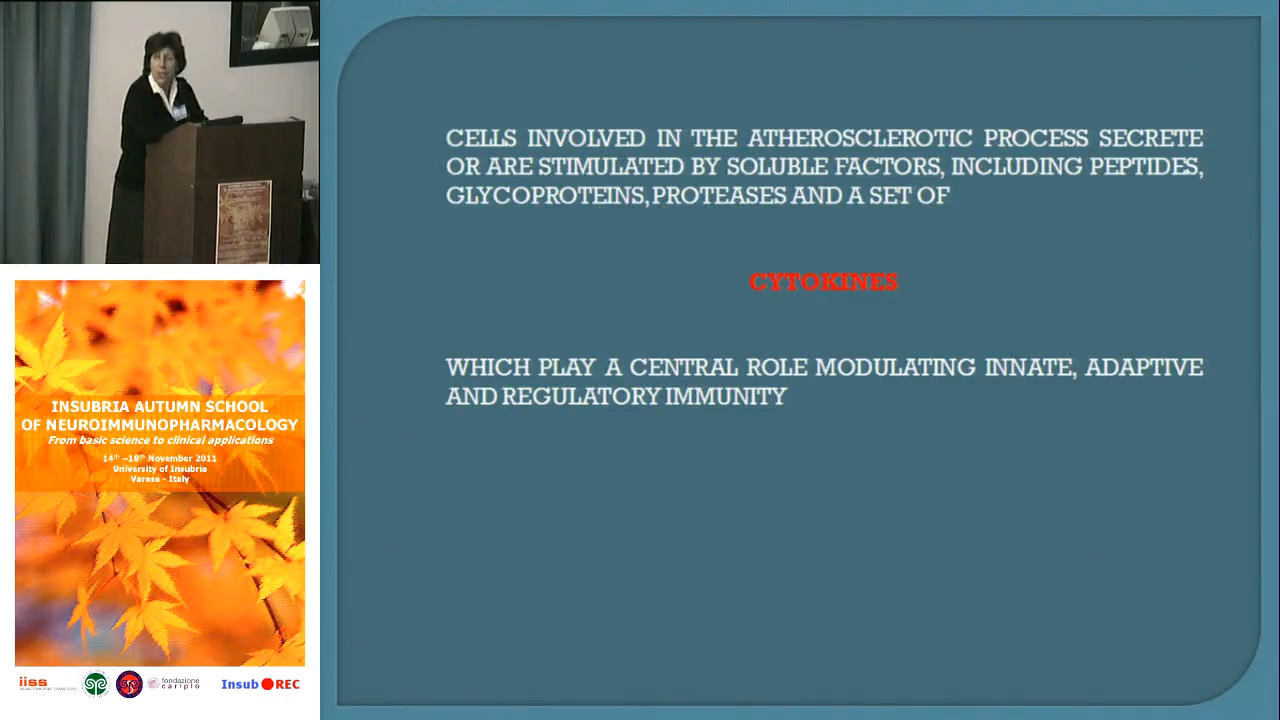 CELLS INVOLVED IN THE ATHEROSCLEROTIC PROCESS SECRETE
OR ARE STIMULATED BY SOLUBLE FACTORS, INCLUDING PEPTIDES,
GLYCOPROTEINS, PROTEASES AND A SET OF
CYTOKINES
WHICH PLAY A CENTRAL ROLE MODULATING INNATE, ADAPTIVE
AND REGULATORY IMMUNITY
INSUBRIA AUTUMN SCHOOL
OF NEUROIMMUNOPHARMACOLOGY
From basic science to clinical applications
14th –18th November 2011
University of Insubria
Varese - Italy
iiss
fondazione
cariplo
Insub REC